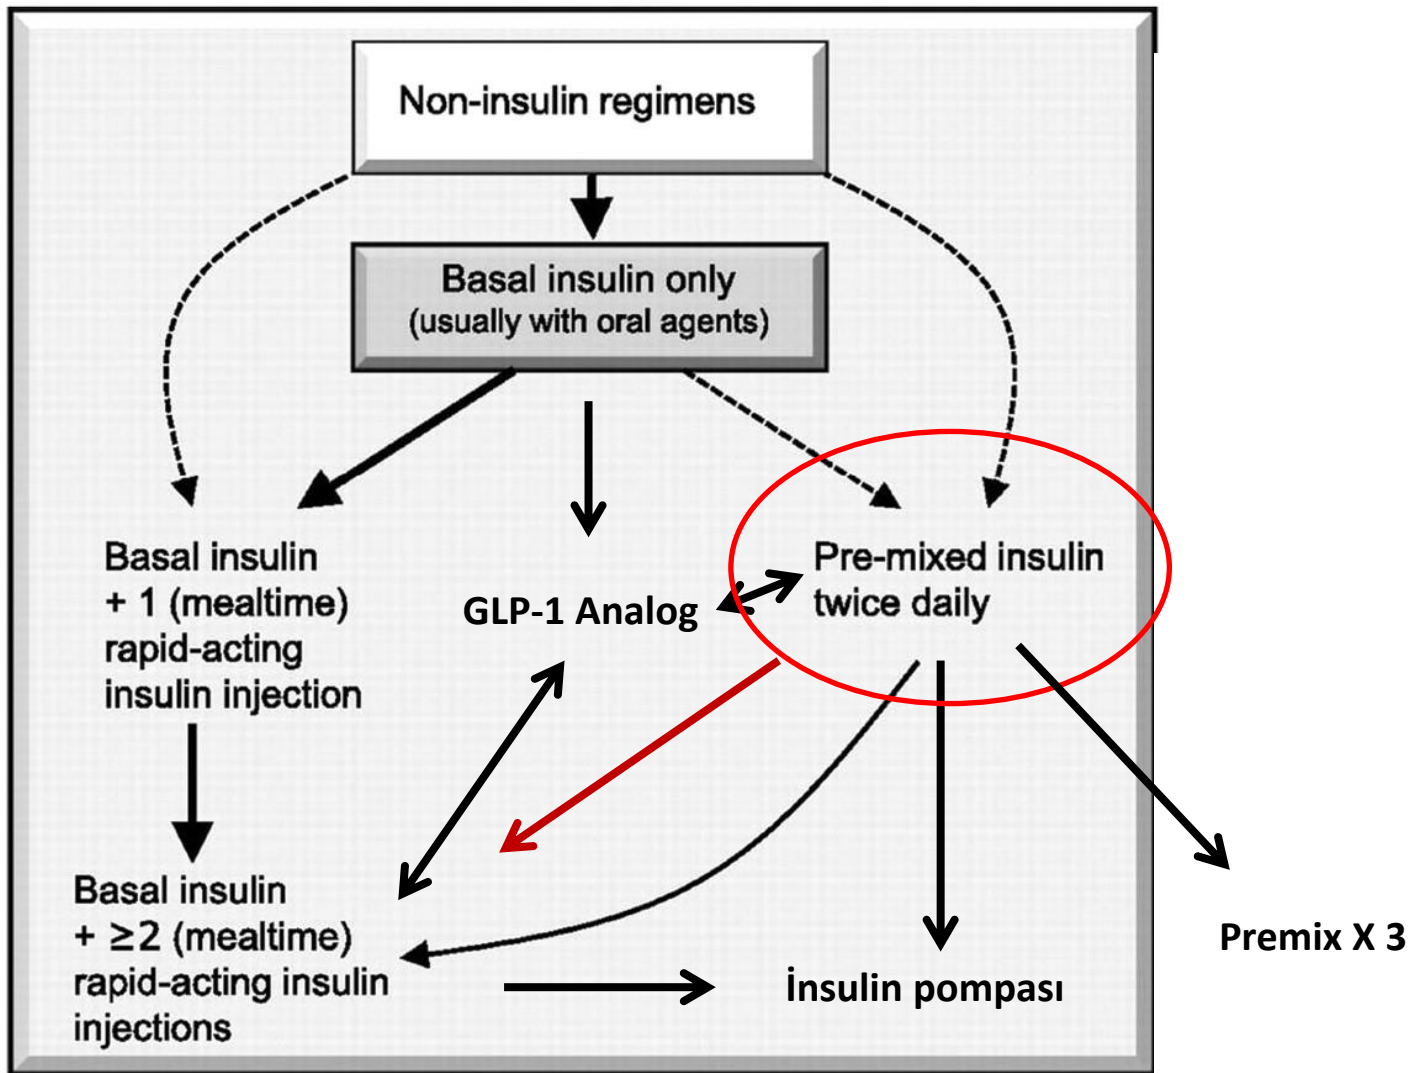 Non-insulin regimens
Basal insulin only
(usually with oral agents)
Basal insulin
+ 1 (mealtime)
rapid-acting
insulin injection
GLP-1 Analog
Pre-mixed insulin
twice daily
Basal insulin
+ ≥2 (mealtime)
rapid-acting insulin
injections
İnsulin pompası
Premix X 3